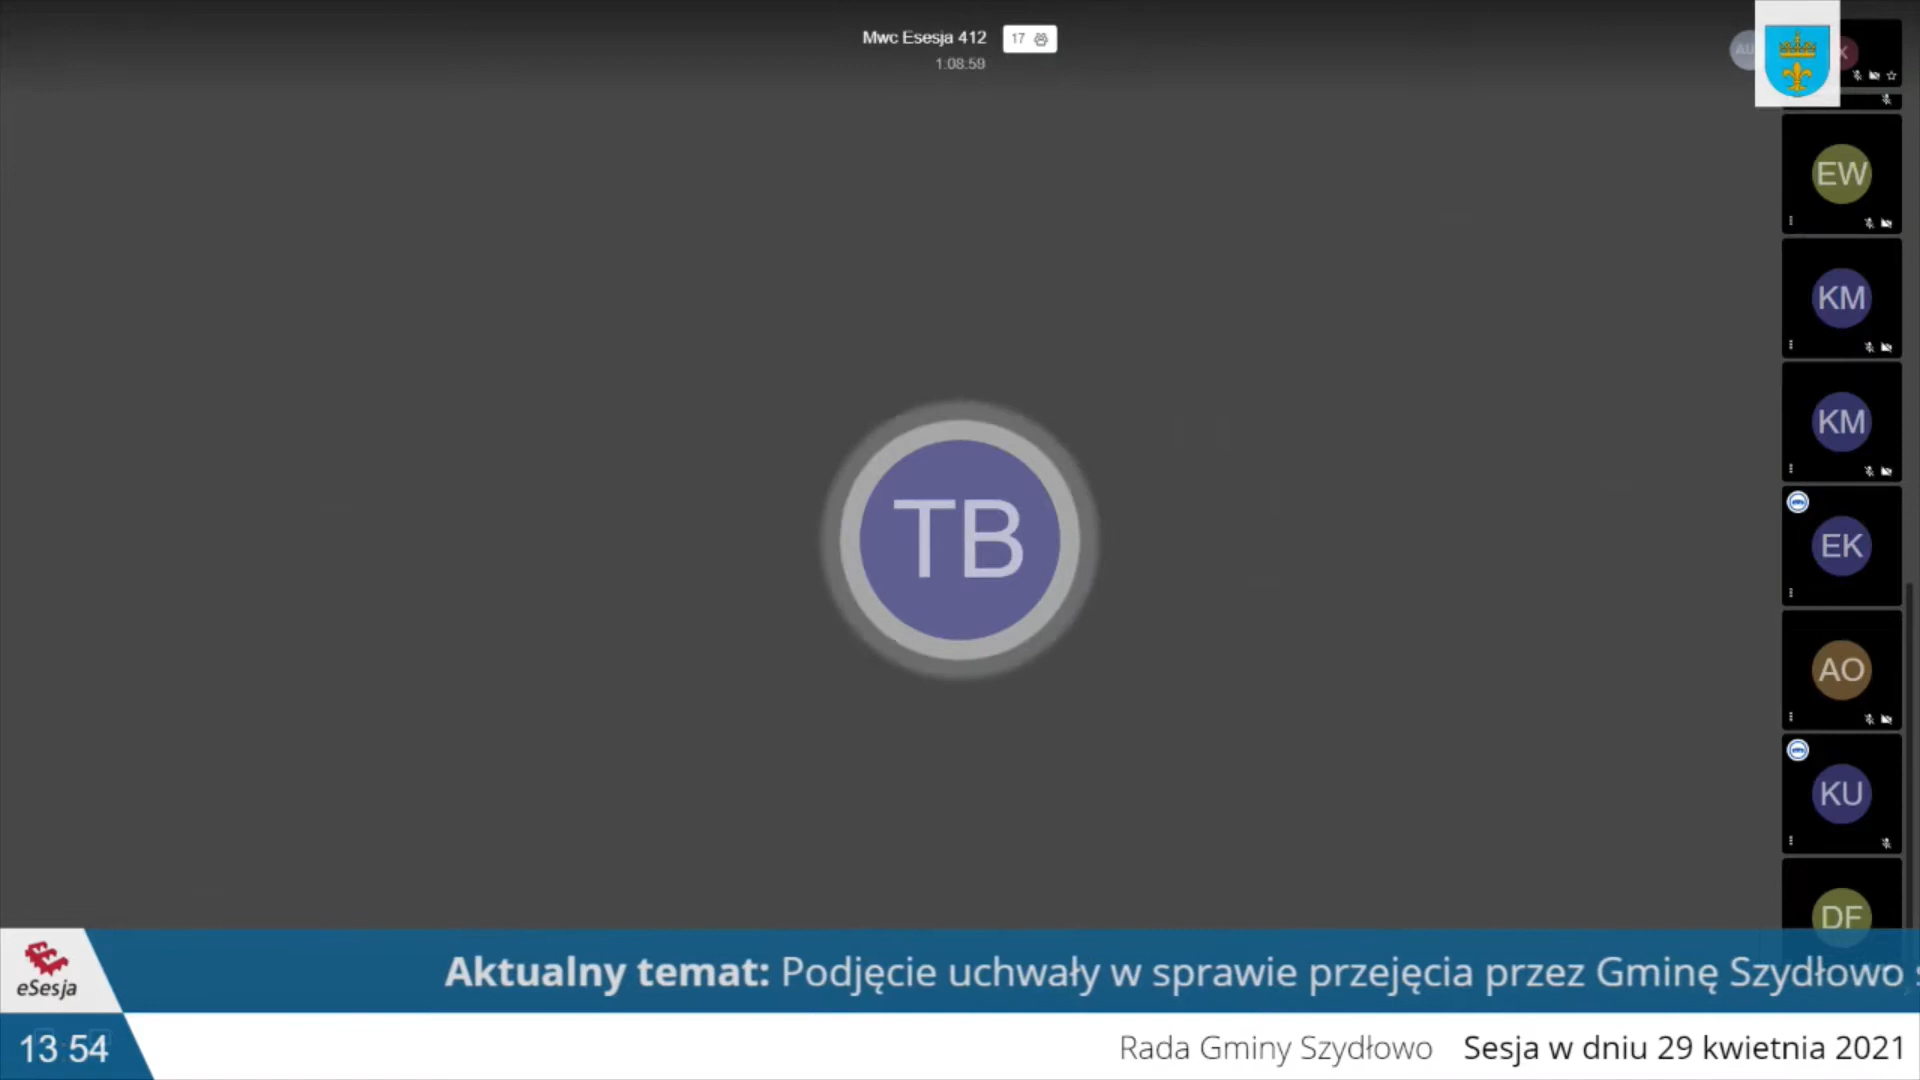 Mwc Esesja 412 17
1:08:59
AU
K
EW
KM
KM
EK
TB
AO
KU
DF
eSesja
Aktualny temat: Podjęcie uchwały w sprawie przejęcia przez Gminę Szydłowo
13:54
Rada Gminy Szydłowo Sesja w dniu 29 kwietnia 2021